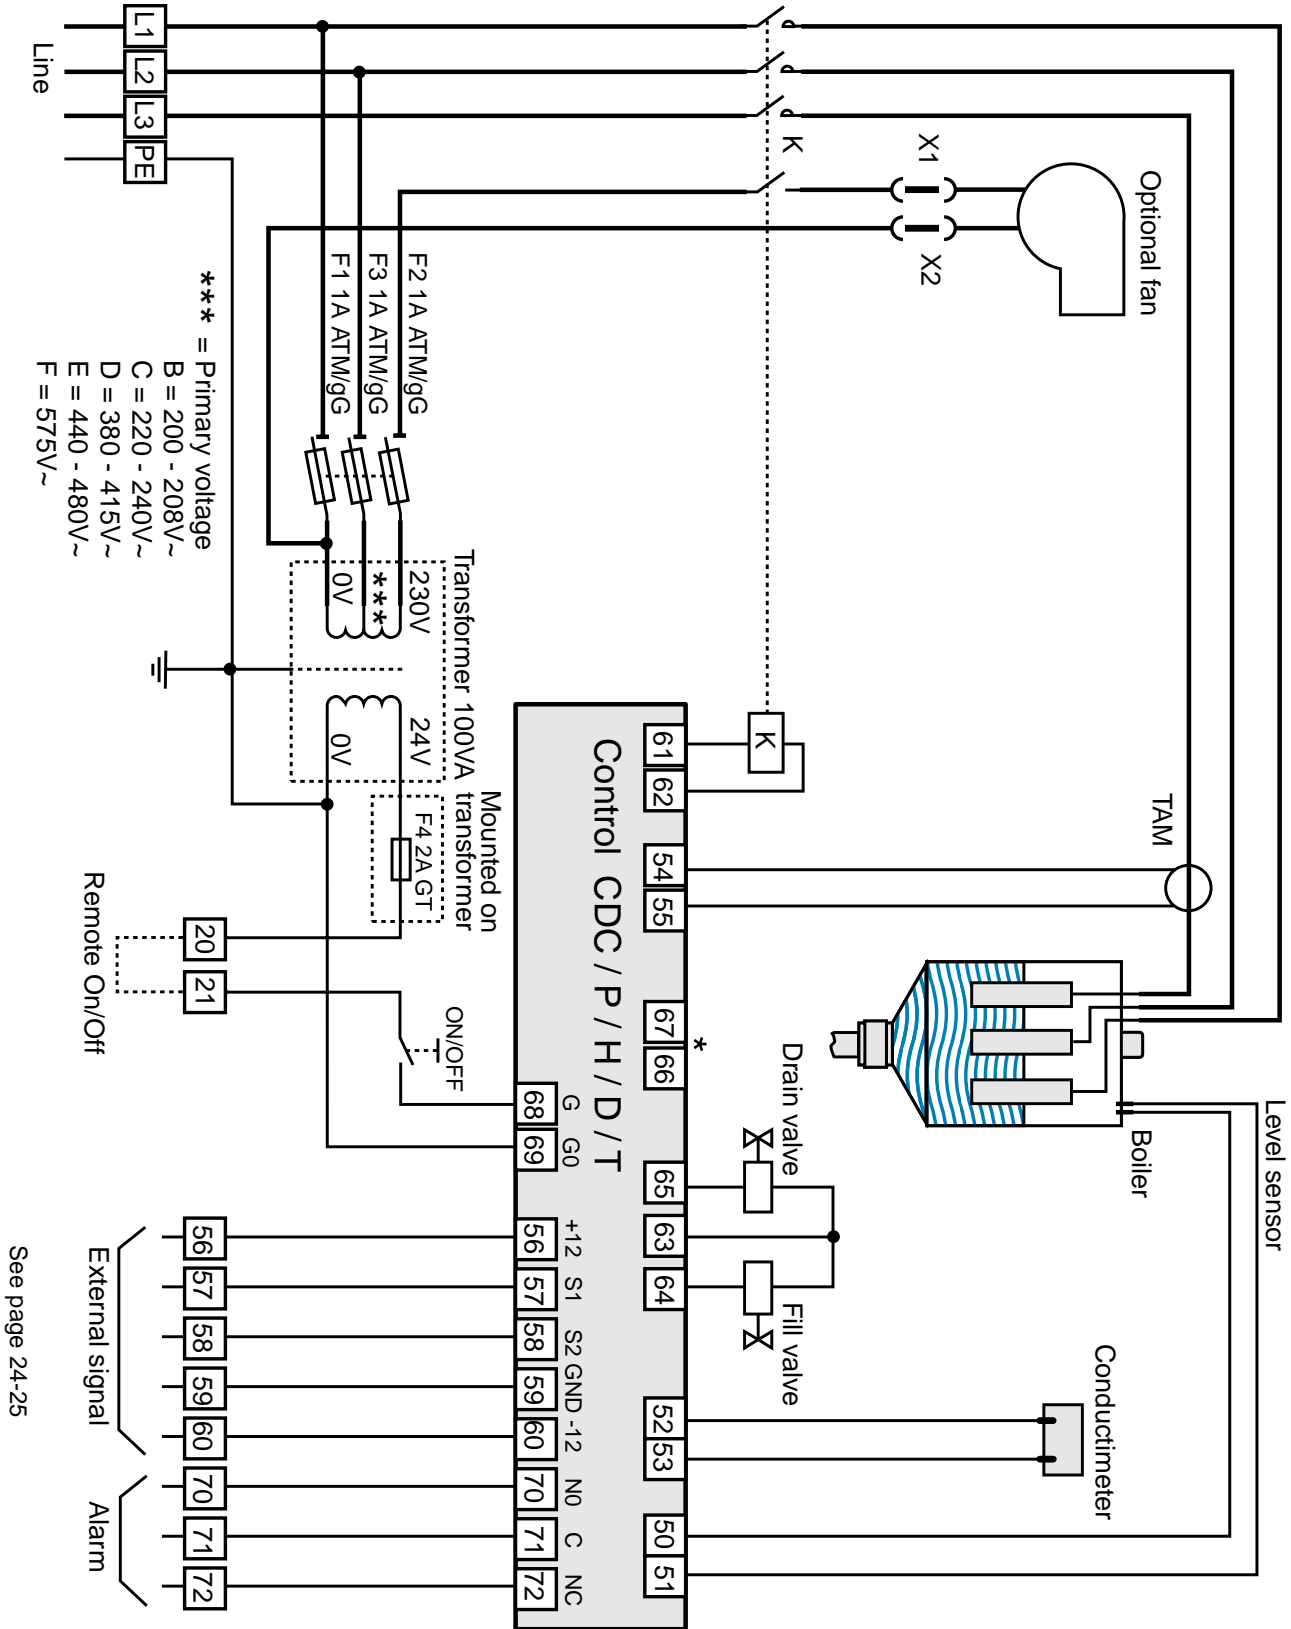 Line
L1
L2
L3
PE
K
X1
X2
Optional fan
F2 1A ATM/gG
F3 1A ATM/gG
F1 1A ATM/gG
*** = Primary voltage
B = 200 - 208V~
C = 220 - 240V~
D = 380 - 415V~
E = 440 - 480V~
F = 575V~
Transformer 100VA
230V
***
0V
24V
0V
Mounted on
transformer
F4 2A GT
Remote On/Off
20
21
ON/OFF
K
TAM
Boiler
Level sensor
Drain valve
Fill valve
Conductimeter
Control CDC / P / H / D / T
61
62
54
55
67
66
*
65
63
64
52
53
50
51
68
69
56
57
58
59
60
70
71
72
G
G0
+12
S1
S2
GND
-12
N0
C
NC
56
57
58
59
60
70
71
72
External signal
Alarm
See page 24-25